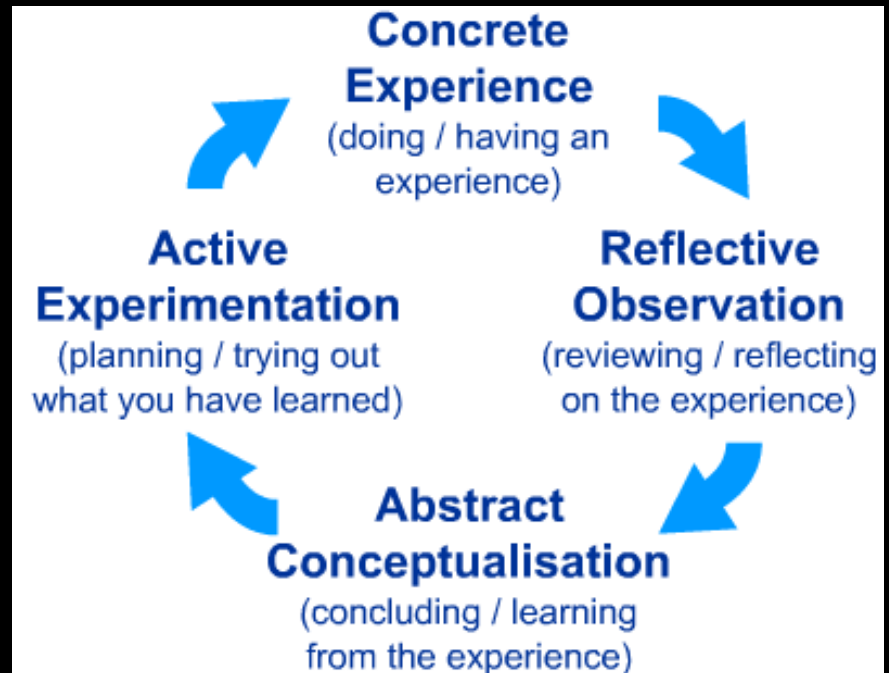 Concrete
Experience
(doing / having an
experience)
Reflective
Observation
(reviewing / reflecting
on the experience)
Abstract
Conceptualisation
(concluding / learning
from the experience)
Active
Experimentation
(planning / trying out
what you have learned)